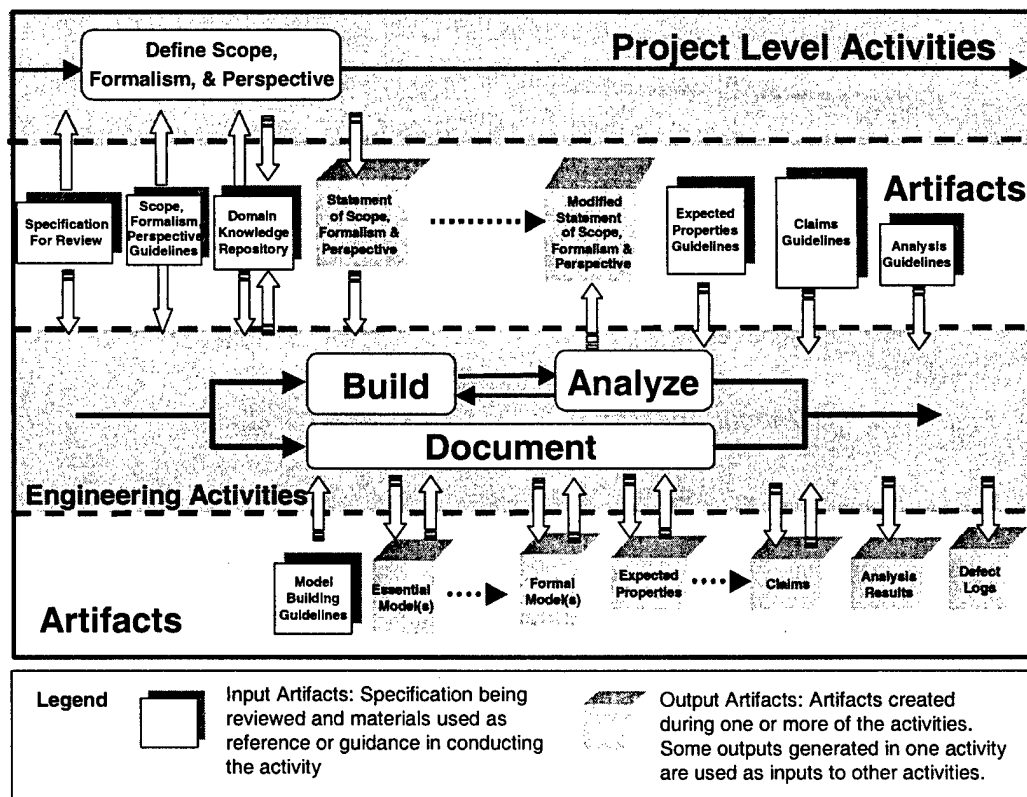 Define Scope,
Formalism, & Perspective
Project Level Activities
Artifacts
Specification
For Review
Scope,
Formalism,
Perspective
Guidelines
Domain
Knowledge
Repository
Statement
of Scope,
Formalism &
Perspective
Modified
Statement
of Scope,
Formalism &
Perspective
Expected
Properties
Guidelines
Claims
Guidelines
Analysis
Guidelines
Build
Analyze
Document
Engineering Activities
Artifacts
Model
Building
Guidelines
Essential
Model(s)
Formal
Model(s)
Expected
Properties
Claims
Analysis
Results
Defect
Logs
Legend
Input Artifacts: Specification being
reviewed and materials used as
reference or guidance in conducting
the activity
Output Artifacts: Artifacts created
during one or more of the activities.
Some outputs generated in one activity
are used as inputs to other activities.